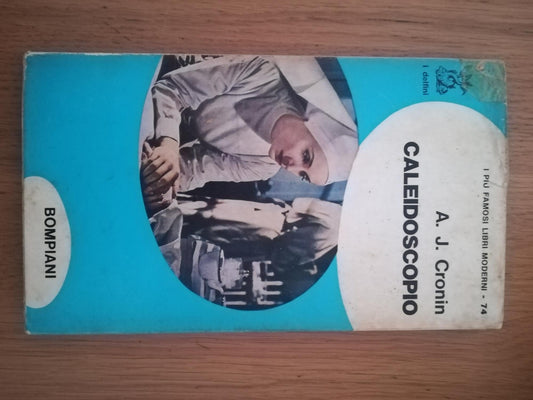 I PIÙ FAMOSI LIBRI MODERNI - 74
I delfini
A. J. Cronin
CALEIDOSCOPIO
BOMPIANI